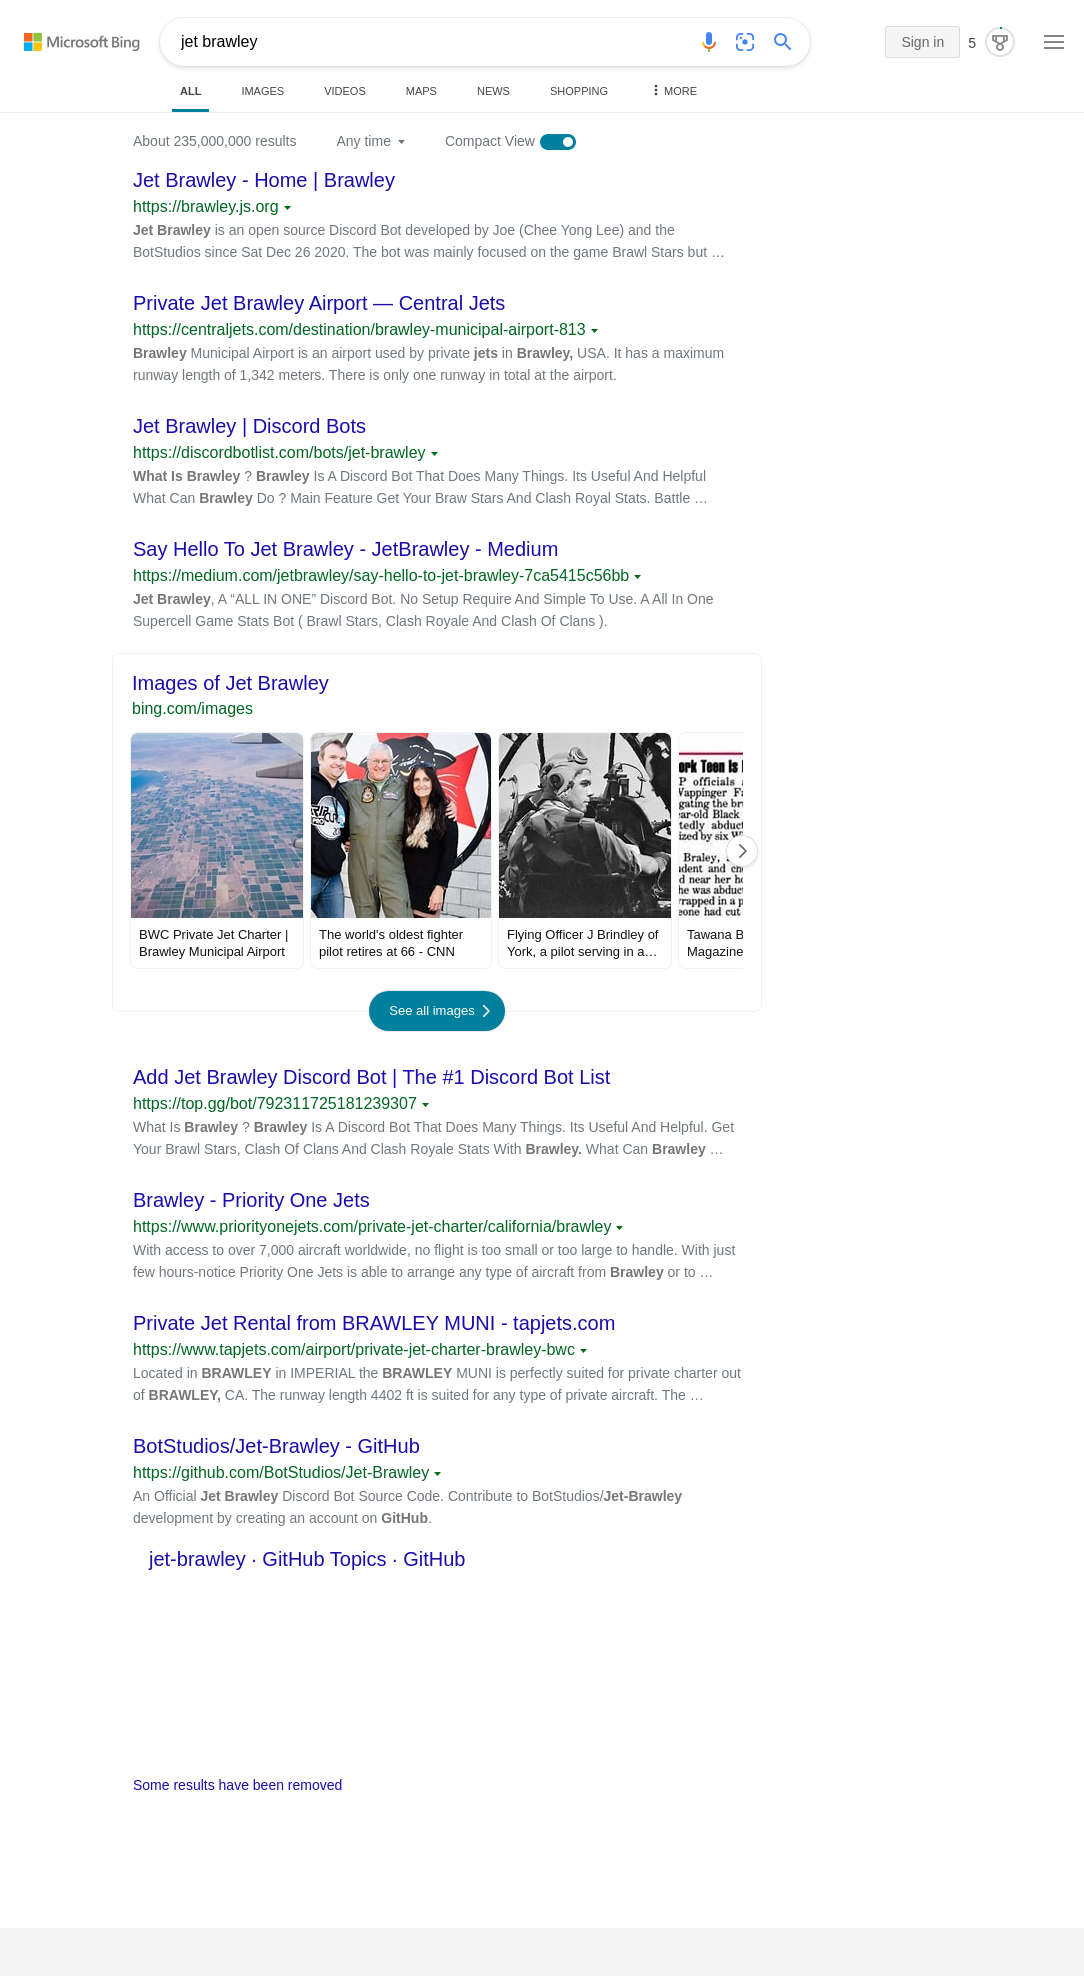 Microsoft Bing
jet brawley
Sign in
5
ALL
IMAGES
VIDEOS
MAPS
NEWS
SHOPPING
MORE
About 235,000,000 results
Any time
Compact View
Jet Brawley - Home | Brawley
https://brawley.js.org
Jet Brawley is an open source Discord Bot developed by Joe (Chee Yong Lee) and the
BotStudios since Sat Dec 26 2020. The bot was mainly focused on the game Brawl Stars but …
Private Jet Brawley Airport — Central Jets
https://centraljets.com/destination/brawley-municipal-airport-813
Brawley Municipal Airport is an airport used by private jets in Brawley, USA. It has a maximum
runway length of 1,342 meters. There is only one runway in total at the airport.
Jet Brawley | Discord Bots
https://discordbotlist.com/bots/jet-brawley
What Is Brawley ? Brawley Is A Discord Bot That Does Many Things. Its Useful And Helpful
What Can Brawley Do ? Main Feature Get Your Braw Stars And Clash Royal Stats. Battle …
Say Hello To Jet Brawley - JetBrawley - Medium
https://medium.com/jetbrawley/say-hello-to-jet-brawley-7ca5415c56bb
Jet Brawley, A “ALL IN ONE” Discord Bot. No Setup Require And Simple To Use. A All In One
Supercell Game Stats Bot ( Brawl Stars, Clash Royale And Clash Of Clans ).
Images of Jet Brawley
bing.com/images
BWC Private Jet Charter |
Brawley Municipal Airport
The world's oldest fighter
pilot retires at 66 - CNN
Flying Officer J Brindley of
York, a pilot serving in a…
ork Teen Is
P officials
Wappinger Fa
gating the bru
ear-old Black
tedly abduct
ized by six W
Braley,
udent and che
d near her ho
he was abduct
wrapped in a p
eone had cut
Tawana B
Magazine
See all images
Add Jet Brawley Discord Bot | The #1 Discord Bot List
https://top.gg/bot/792311725181239307
What Is Brawley ? Brawley Is A Discord Bot That Does Many Things. Its Useful And Helpful. Get
Your Brawl Stars, Clash Of Clans And Clash Royale Stats With Brawley. What Can Brawley …
Brawley - Priority One Jets
https://www.priorityonejets.com/private-jet-charter/california/brawley
With access to over 7,000 aircraft worldwide, no flight is too small or too large to handle. With just
few hours-notice Priority One Jets is able to arrange any type of aircraft from Brawley or to …
Private Jet Rental from BRAWLEY MUNI - tapjets.com
https://www.tapjets.com/airport/private-jet-charter-brawley-bwc
Located in BRAWLEY in IMPERIAL the BRAWLEY MUNI is perfectly suited for private charter out
of BRAWLEY, CA. The runway length 4402 ft is suited for any type of private aircraft. The …
BotStudios/Jet-Brawley - GitHub
https://github.com/BotStudios/Jet-Brawley
An Official Jet Brawley Discord Bot Source Code. Contribute to BotStudios/Jet-Brawley
development by creating an account on GitHub.
jet-brawley · GitHub Topics · GitHub
Some results have been removed